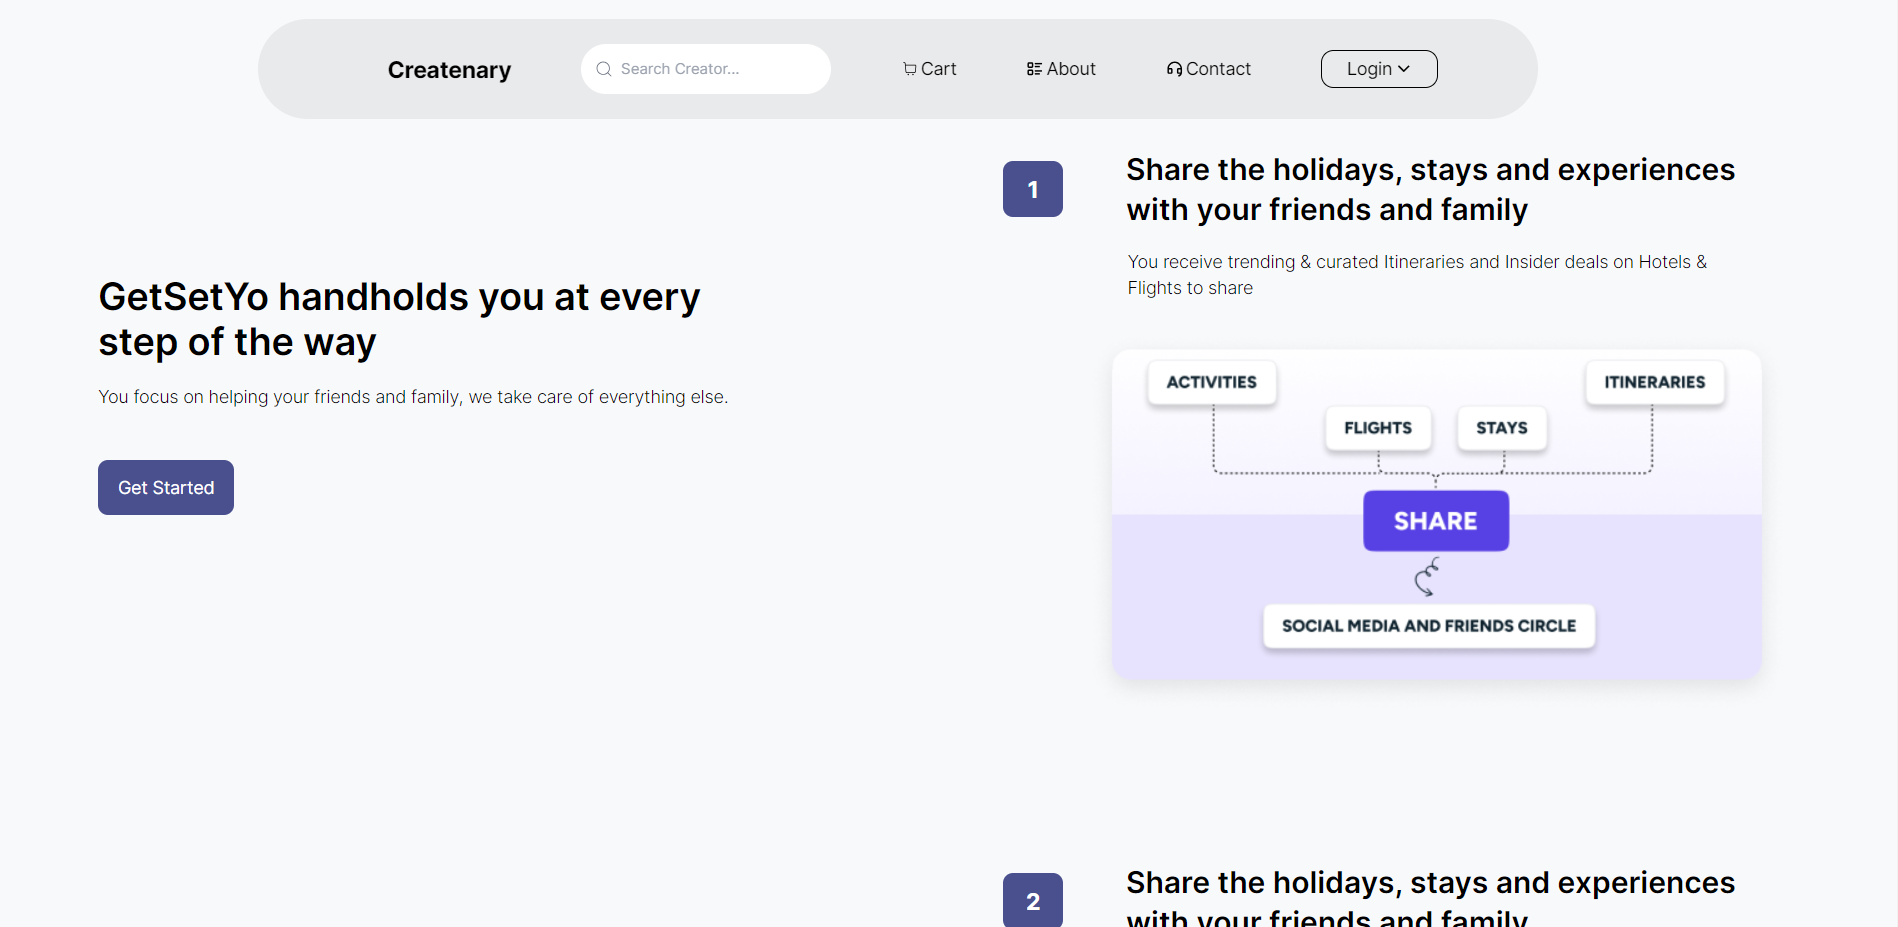 Createnary
Search Creator...
Cart
About
Contact
Login
GetSetYo handholds you at every
step of the way
You focus on helping your friends and family, we take care of everything else.
Get Started
1
Share the holidays, stays and experiences
with your friends and family
You receive trending & curated Itineraries and Insider deals on Hotels &
Flights to share
ACTIVITIES
ITINERARIES
FLIGHTS
STAYS
SHARE
SOCIAL MEDIA AND FRIENDS CIRCLE
2
Share the holidays, stays and experiences
with your friends and family